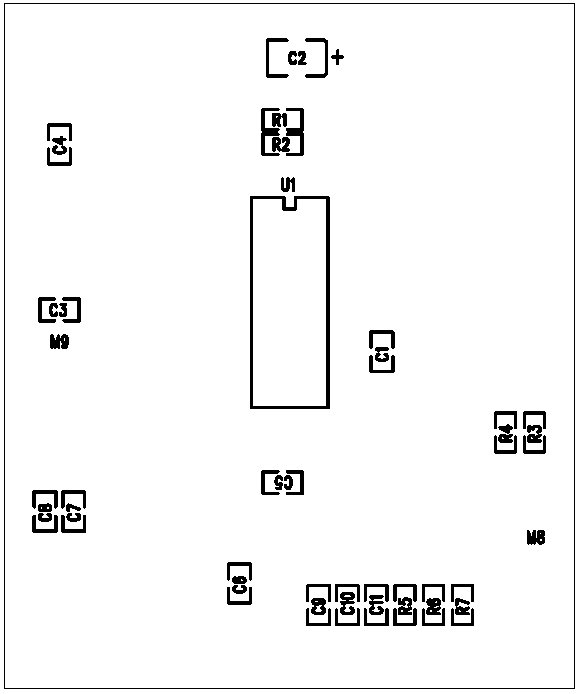 C2 +
R1
R2
C4
U1
C3
M9
C1
R4 R3
C5
C8 C7
M8
C6
C9 C10 C11 R5 R6 R7